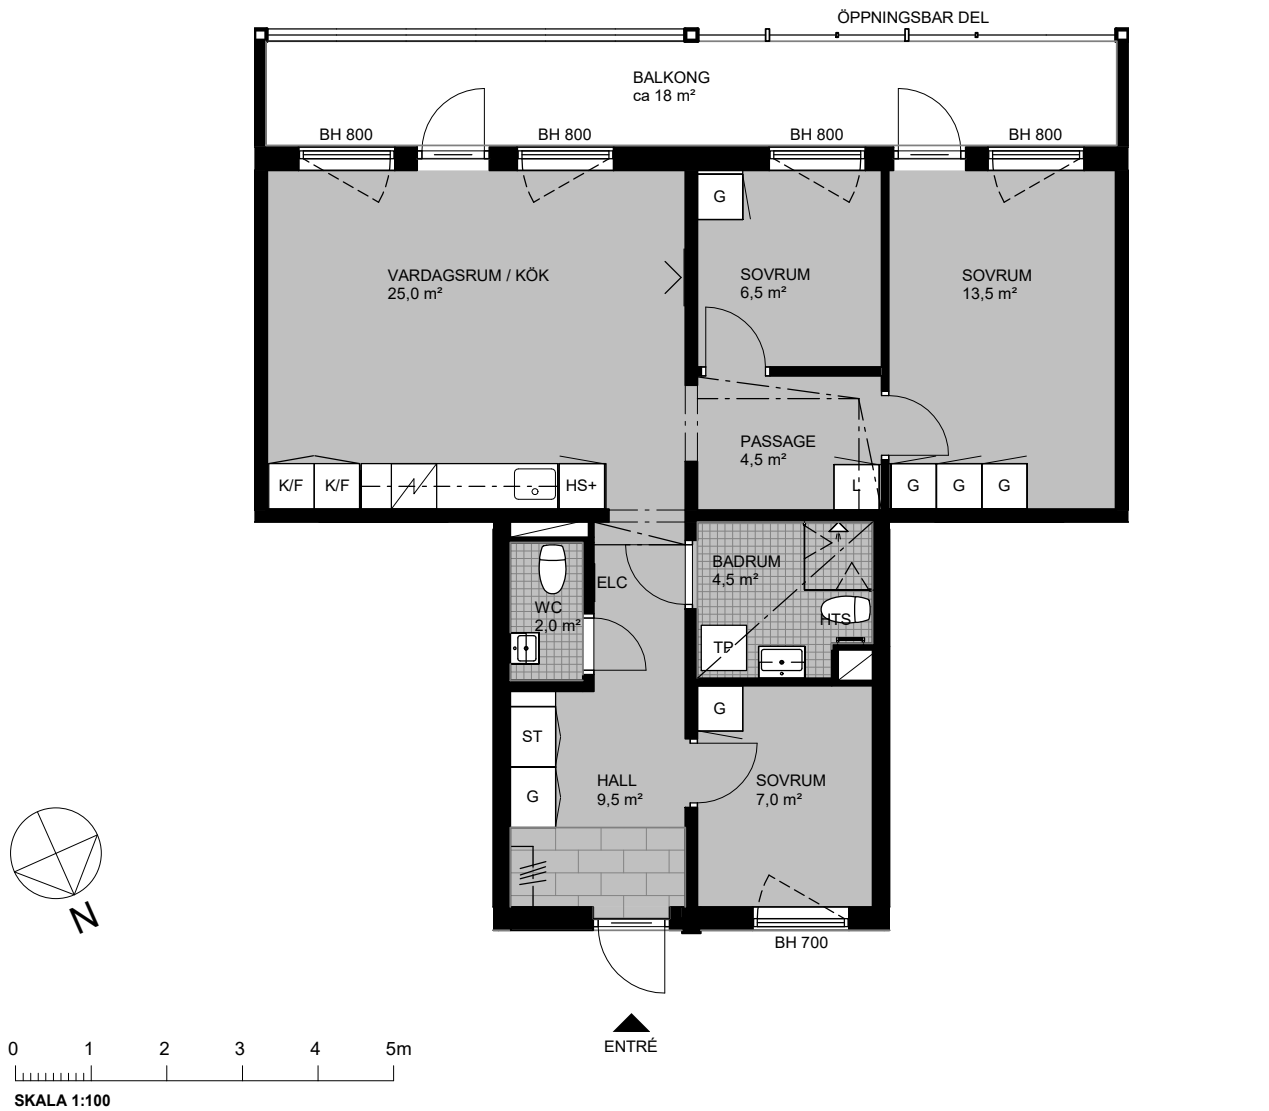 ÖPPNINGSBAR DEL
BALKONG
ca 18 m²
BH 800
BH 800
BH 800
BH 800
G
VARDAGSRUM / KÖK
25,0 m²
SOVRUM
6,5 m²
SOVRUM
13,5 m²
PASSAGE
4,5 m²
K/F
K/F
HS+
L
G
G
G
BADRUM
4,5 m²
ELC
WC
2,0 m²
HTS
TP
G
ST
G
HALL
9,5 m²
SOVRUM
7,0 m²
N
BH 700
ENTRÉ
0 1 2 3 4 5m
SKALA 1:100